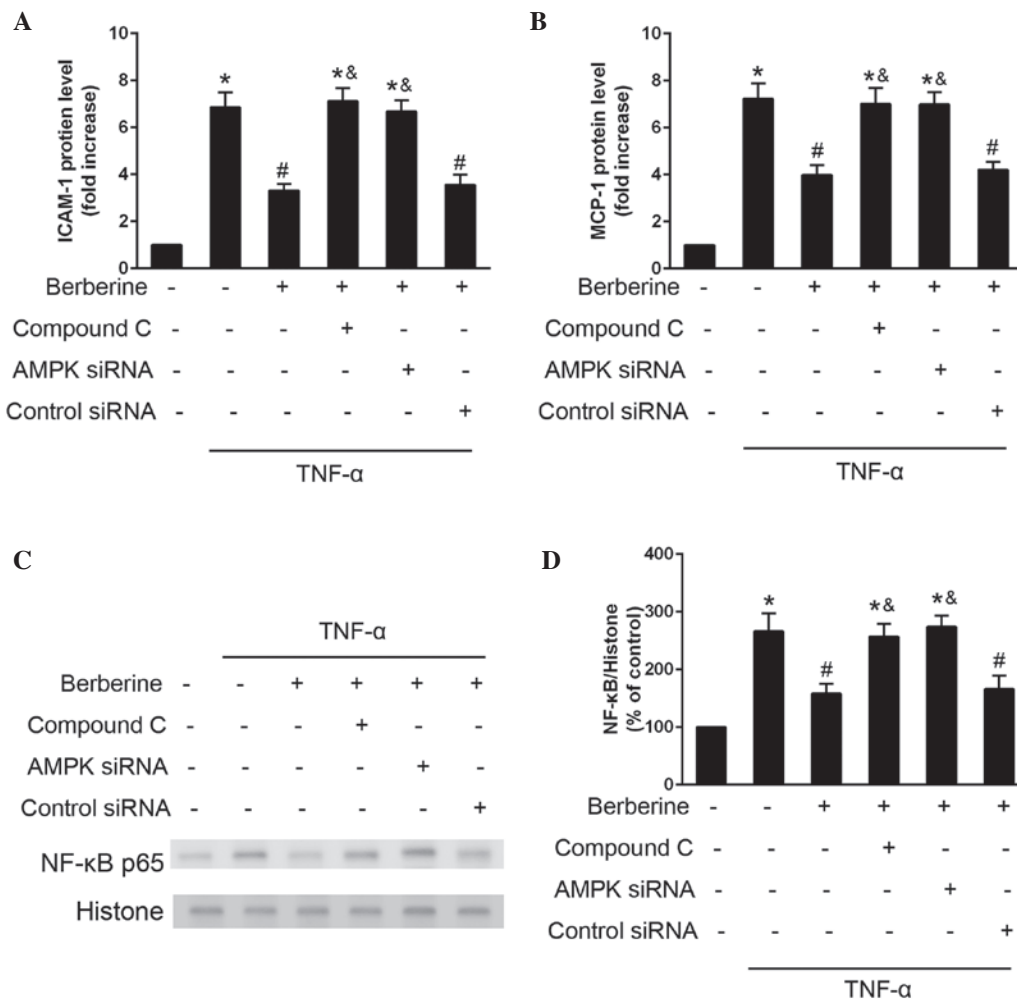 A
ICAM-1 protien level
(fold increase)
10
8
6
4
2
0
* # *& *& #
Berberine - - + + + +
Compound C - - - + - -
AMPK siRNA - - - - + -
Control siRNA - - - - - +
TNF-α
B
MCP-1 protein level
(fold increase)
10
8
6
4
2
0
* # *& *& #
Berberine - - + + + +
Compound C - - - + - -
AMPK siRNA - - - - + -
Control siRNA - - - - - +
TNF-α
C
TNF-α
Berberine - - + + + +
Compound C - - - + - -
AMPK siRNA - - - - + -
Control siRNA - - - - - +
NF-κB p65
Histone
D
NF-κB/Histone
(% of control)
400
300
200
100
0
* # *& *& #
Berberine - - + + + +
Compound C - - - + - -
AMPK siRNA - - - - + -
Control siRNA - - - - - +
TNF-α